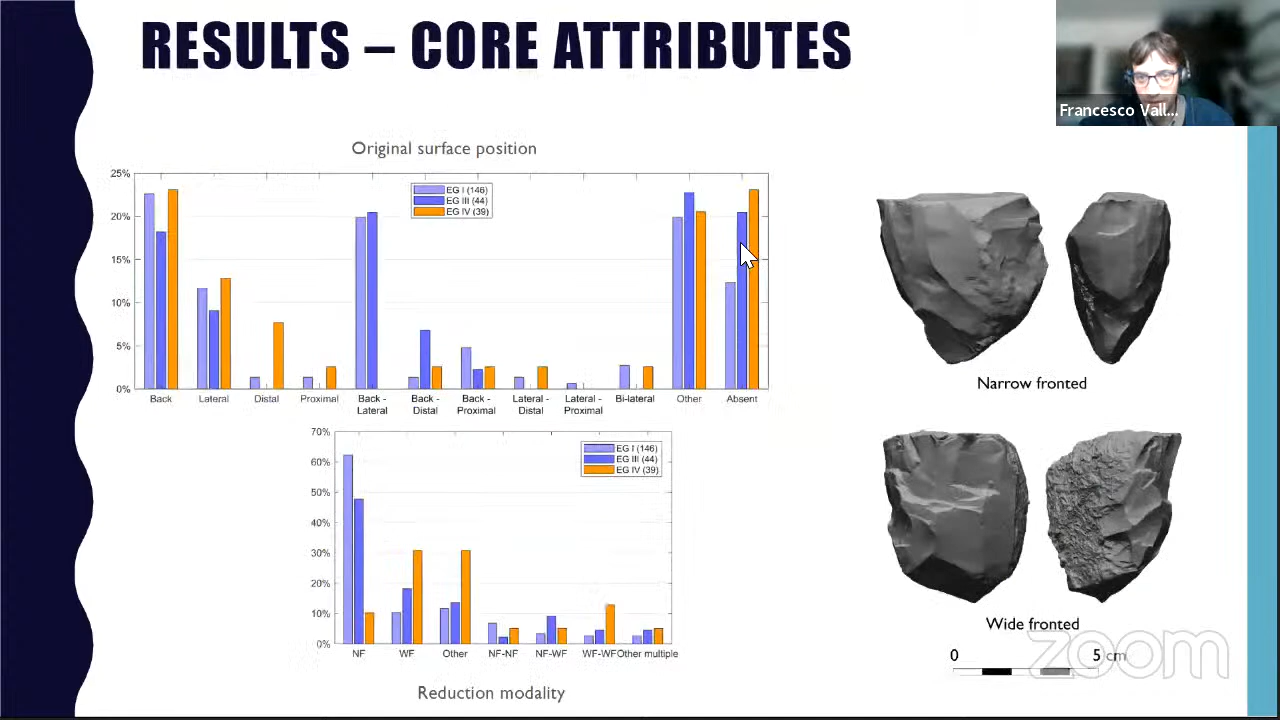 RESULTS – CORE ATTRIBUTES
Francesco Vall...
Original surface position
25%
20%
15%
10%
5%
0%
EG I (146)
EG III (44)
EG IV (39)
Back
Lateral
Distal
Proximal
Back - Lateral
Back - Distal
Back - Proximal
Lateral - Distal
Lateral - Proximal
Bi-lateral
Other
Absent
70%
60%
50%
40%
30%
20%
10%
0%
EG I (146)
EG III (44)
EG IV (39)
NF
WF
Other
NF-NF
NF-WF
WF-WF
Other multiple
Reduction modality
Narrow fronted
Wide fronted
0 5 cm
zoom